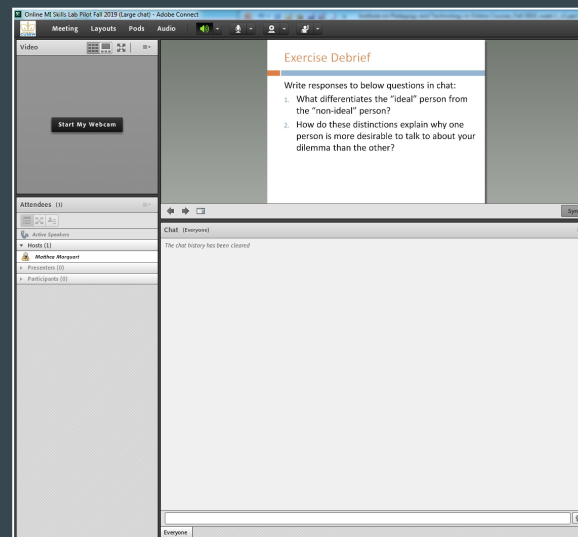 Online MI Skills Lab Pilot Fall 2019 (Large chat) - Adobe Connect
Meeting Layouts Pods Audio
Video
Start My Webcam
Exercise Debrief
Write responses to below questions in chat:
1. What differentiates the “ideal” person from
the “non-ideal” person?
2. How do these distinctions explain why one
person is more desirable to talk to about your
dilemma than the other?
Attendees (1)
Active Speakers
Hosts (1)
Matthea Marquart
Presenters (0)
Participants (0)
Chat (Everyone)
The chat history has been cleared
Everyone